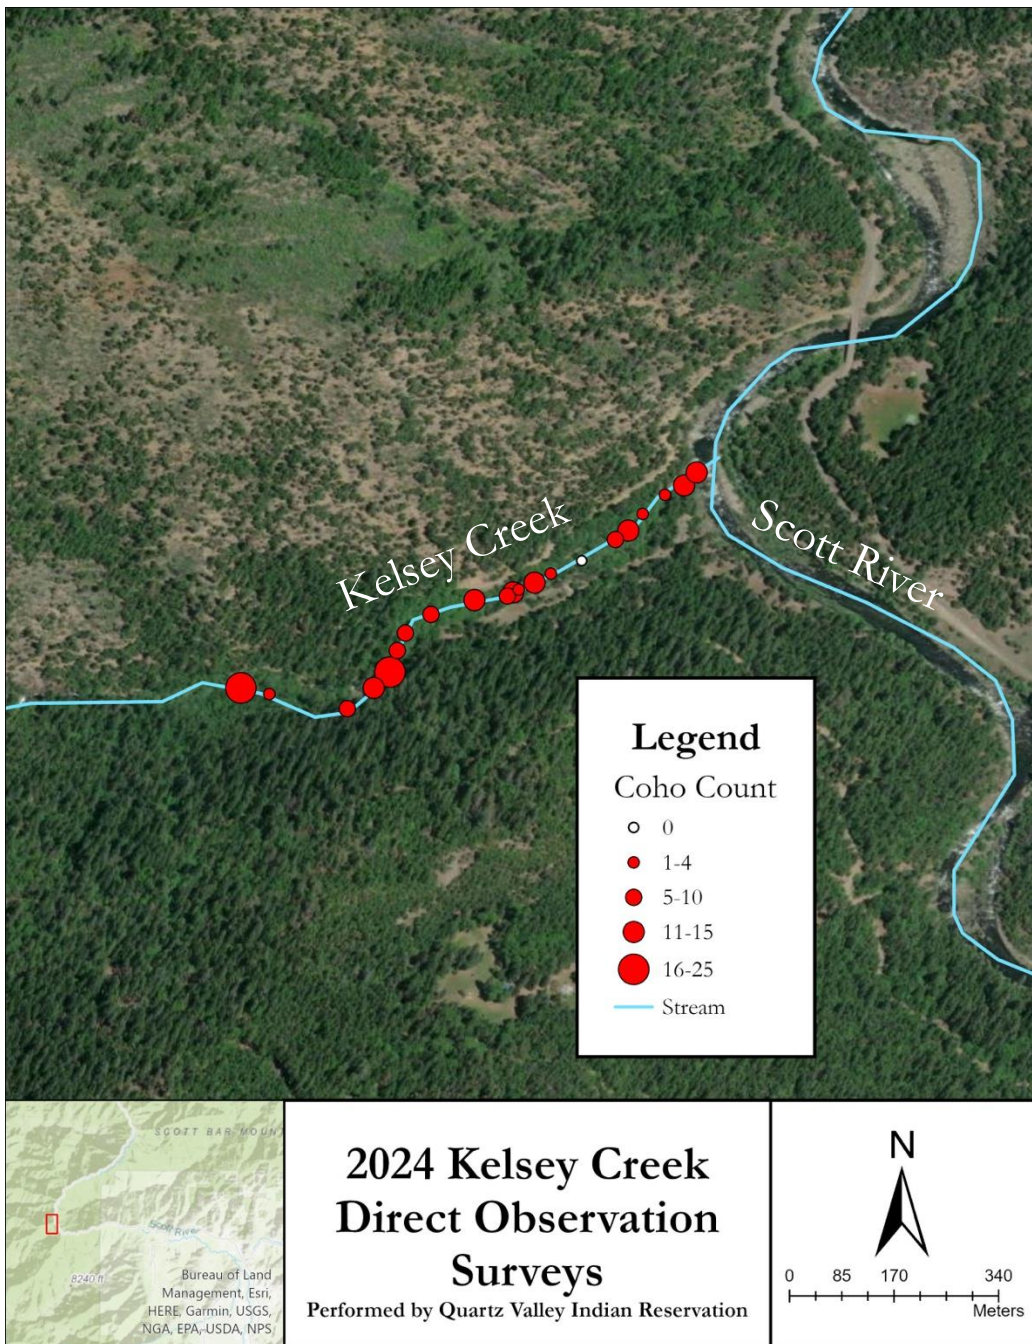 Kelsey Creek
Scott River
Legend
Coho Count
0
1-4
5-10
11-15
16-25
Stream
SCOTT BAR MOUNT
Scott River
8240 ft
Bureau of Land
Management, Esri,
HERE, Garmin, USGS,
NGA, EPA, USDA, NPS
2024 Kelsey Creek
Direct Observation
Surveys
Performed by Quartz Valley Indian Reservation
N
0 85 170 340
Meters